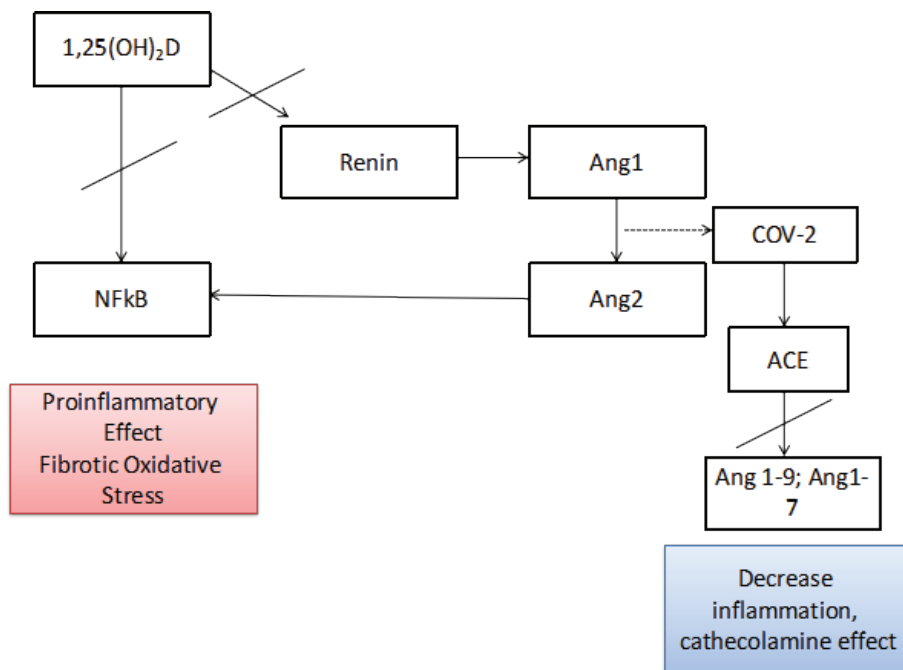 1,25(OH)₂D
Renin
Ang1
COV-2
NFkB
Ang2
ACE
Proinflammatory
Effect
Fibrotic Oxidative
Stress
Ang 1-9; Ang1-
7
Decrease
inflammation,
cathecolamine effect